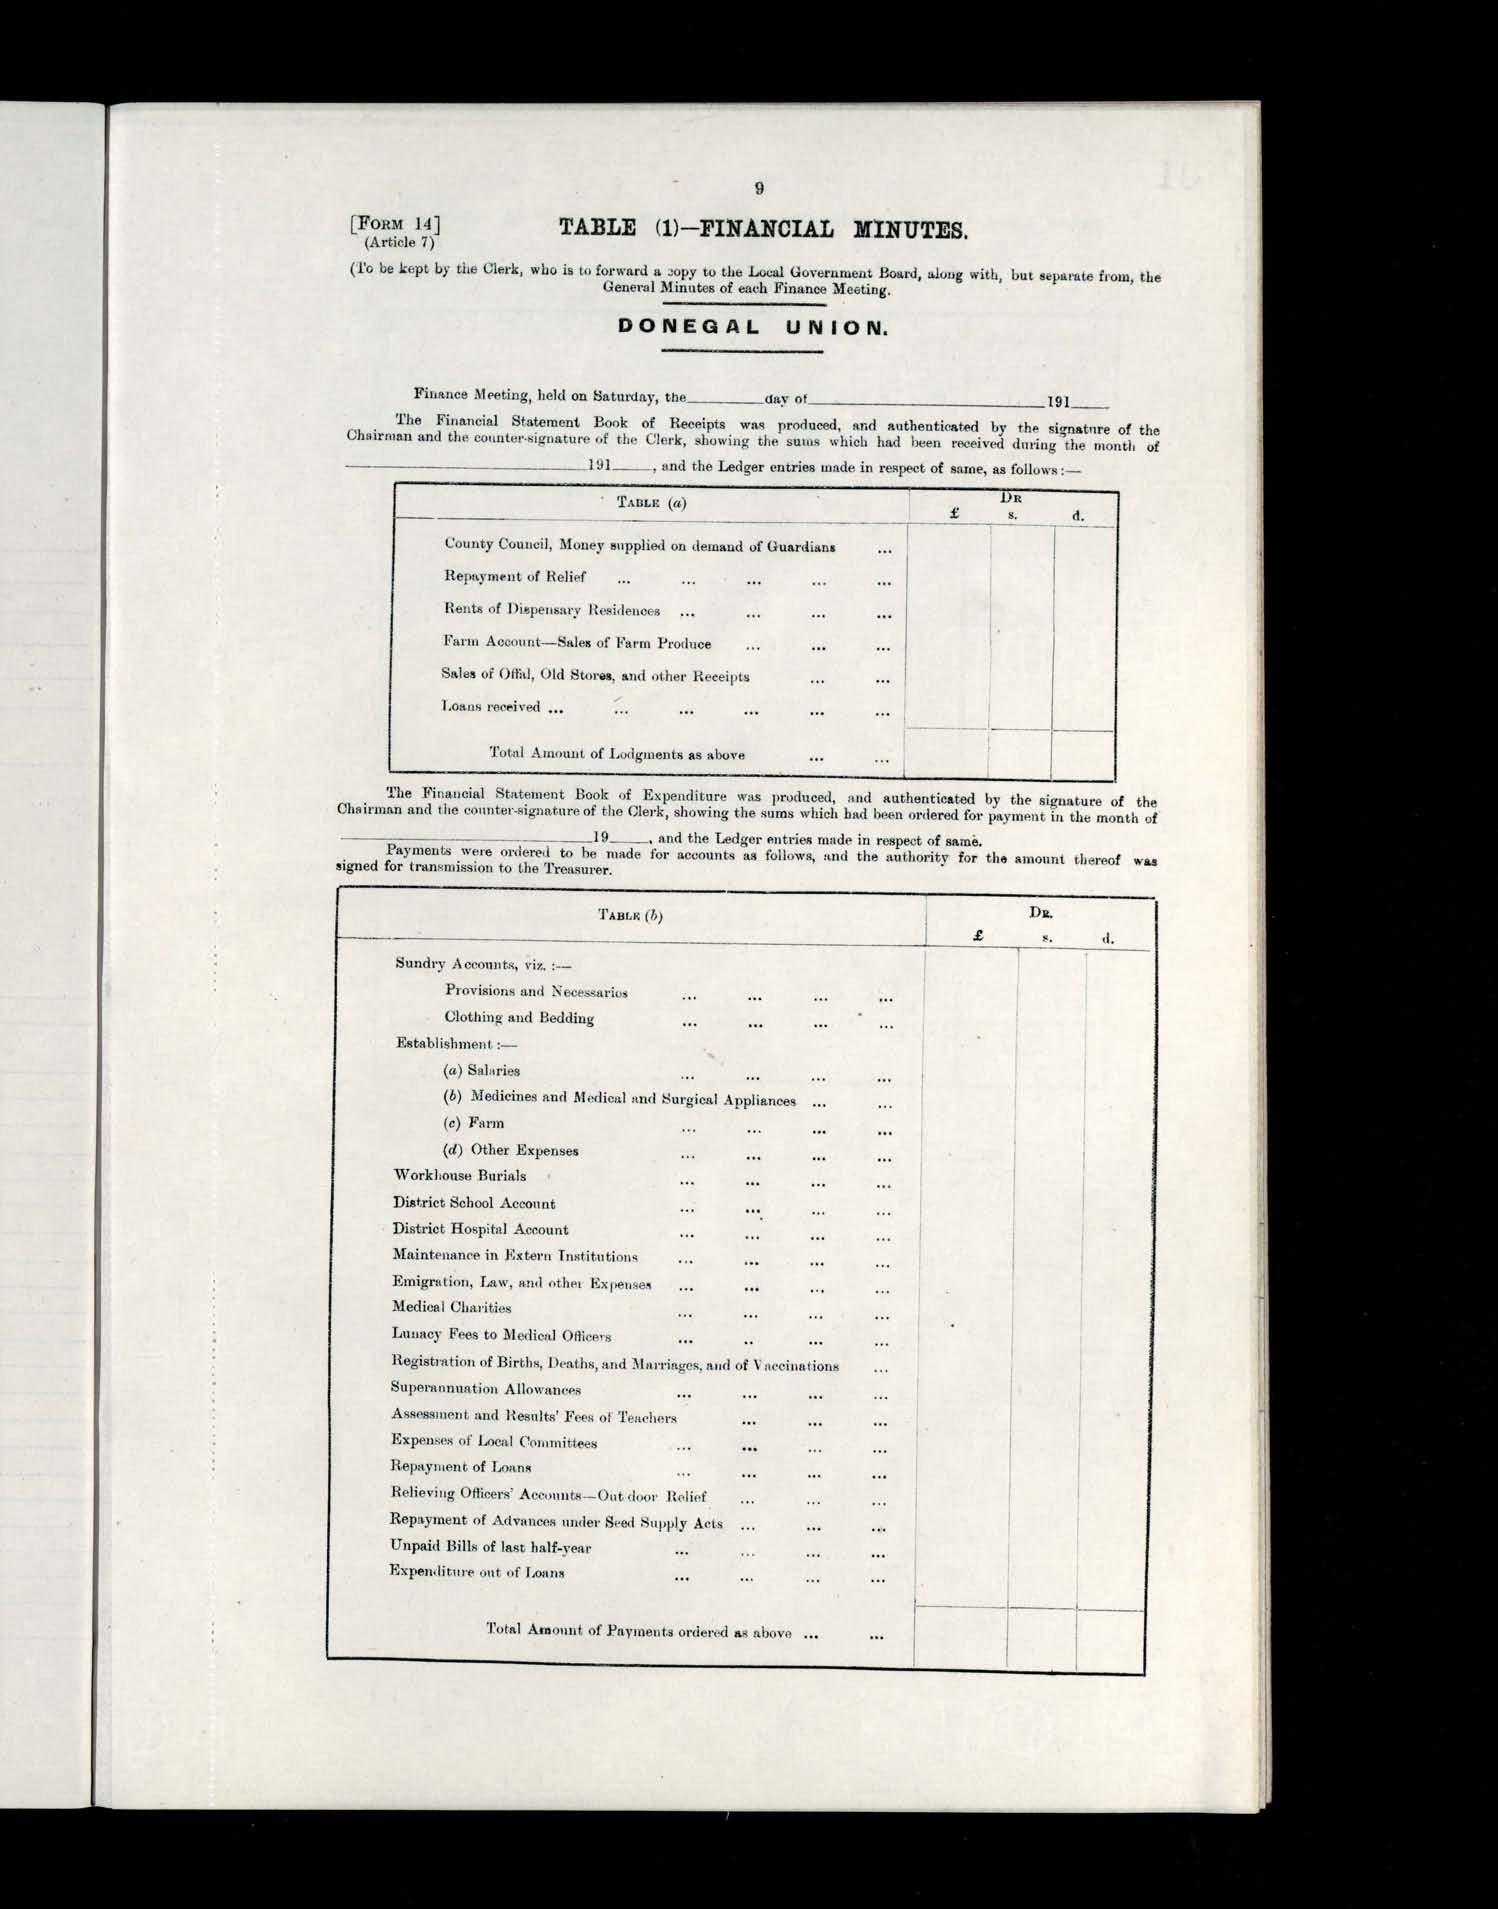 9
[FORM 14]
TABLE (1)—FINANCIAL MINUTES.
(Article 7)
(To be kept by the Clerk, who is to forward a copy to the Local Government Board, along with, but separate from, the
General Minutes of each Finance Meeting.
DONEGAL UNION.
Finance Meeting, held on Saturday, the________day of________________________191____
The Financial Statement Book of Receipts was produced, and authenticated by the signature of the
Chairman and the counter-signature of the Clerk, showing the sums which had been received during the month of
________________________191____, and the Ledger entries made in respect of same, as follows:—
TABLE (a) DR
£ s. d.
County Council, Money supplied on demand of Guardians ...
Repayment of Relief ... ... ... ... ...
Rents of Dispensary Residences ... ... ... ...
Farm Account—Sales of Farm Produce ... ... ...
Sales of Offal, Old Stores, and other Receipts ... ...
Loans received ... ... ... ... ... ...
Total Amount of Lodgments as above ... ...
The Financial Statement Book of Expenditure was produced, and authenticated by the signature of the
Chairman and the counter-signature of the Clerk, showing the sums which had been ordered for payment in the month of
________________________19____, and the Ledger entries made in respect of same.
Payments were ordered to be made for accounts as follows, and the authority for the amount thereof was
signed for transmission to the Treasurer.
TABLE (b) DR.
£ s. d.
Sundry Accounts, viz. :—
Provisions and Necessaries ... ... ... ...
Clothing and Bedding ... ... ... ...
Establishment :—
(a) Salaries ... ... ... ...
(b) Medicines and Medical and Surgical Appliances ... ...
(c) Farm ... ... ... ...
(d) Other Expenses ... ... ... ...
Workhouse Burials ... ... ... ...
District School Account ... ... ... ...
District Hospital Account ... ... ... ...
Maintenance in Extern Institutions ... ... ... ...
Emigration, Law, and other Expenses ... ... ... ...
Medical Charities ... ... ... ...
Lunacy Fees to Medical Officers ... .. ... ...
Registration of Births, Deaths, and Marriages, and of Vaccinations ...
Superannuation Allowances ... ... ... ...
Assessment and Results' Fees of Teachers ... ... ...
Expenses of Local Committees ... ... ... ...
Repayment of Loans ... ... ... ...
Relieving Officers' Accounts—Out door Relief ... ... ...
Repayment of Advances under Seed Supply Acts ... ... ...
Unpaid Bills of last half-year ... ... ... ...
Expenditure out of Loans ... ... ... ...
Total Amount of Payments ordered as above ... ...